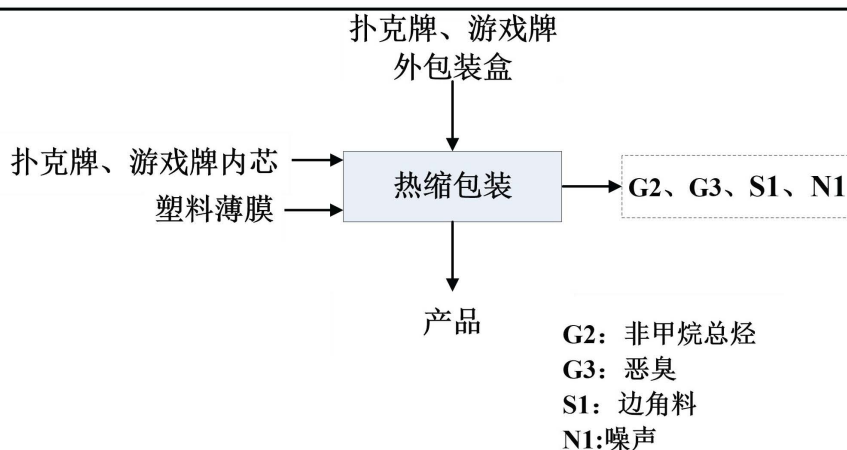 扑克牌、游戏牌
外包装盒
扑克牌、游戏牌内芯
塑料薄膜
热缩包装
G2、G3、S1、N1
产品
G2：非甲烷总烃
G3：恶臭
S1：边角料
N1:噪声